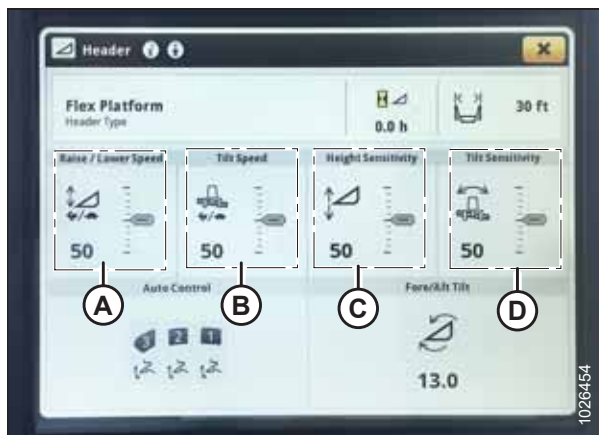 Header
Flex Platform
Header Type
0.0 h
30 ft
Raise / Lower Speed
Tilt Speed
Height Sensitivity
Tilt Sensitivity
50
50
50
50
A
B
C
D
Auto Control
Fore/Aft Tilt
3 2 1
13.0
1026454